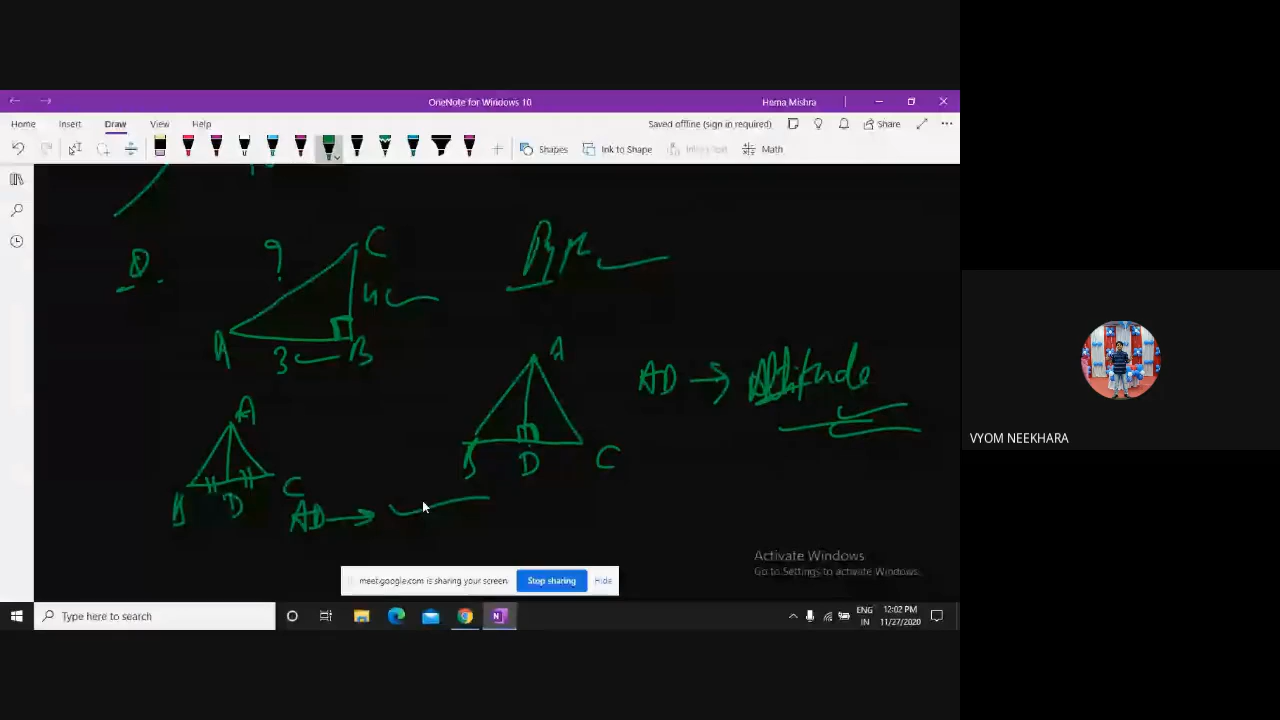 OneNote for Windows 10
Hama Mishra
Home Insert Draw View Help
Saved offline (sign in required)
Share
Shapes
Ink to Shape
Math
Q.
?
C
4
A
3
B
A
AD → Altitude
B
D
C
A
B
D
C
AD →
VYOM NEEKHARA
Activate Windows
Go to Settings to activate Windows.
meet.google.com is sharing your screen.
Stop sharing
Hide
Type here to search
ENG
IN
12:02 PM
11/27/2020